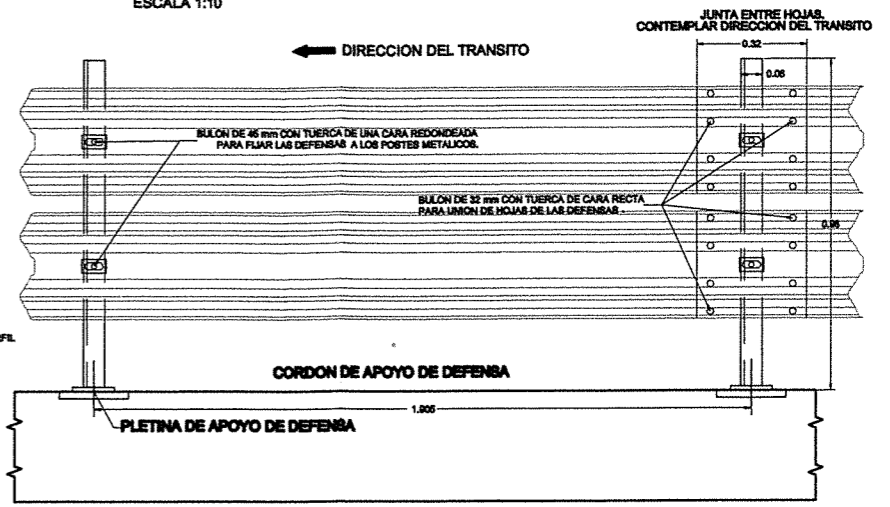 ESCALA 1:10
JUNTA ENTRE HOJAS.
CONTEMPLAR DIRECCION DEL TRANSITO
DIRECCION DEL TRANSITO
0.32
0.06
BULON DE 45 mm CON TUERCA DE UNA CARA REDONDEADA
PARA FIJAR LAS DEFENSAS A LOS POSTES METALICOS.
BULON DE 32 mm CON TUERCA DE CARA RECTA
PARA UNION DE HOJAS DE LAS DEFENSAS.
CORDON DE APOYO DE DEFENSA
1.905
PLETINA DE APOYO DE DEFENSA